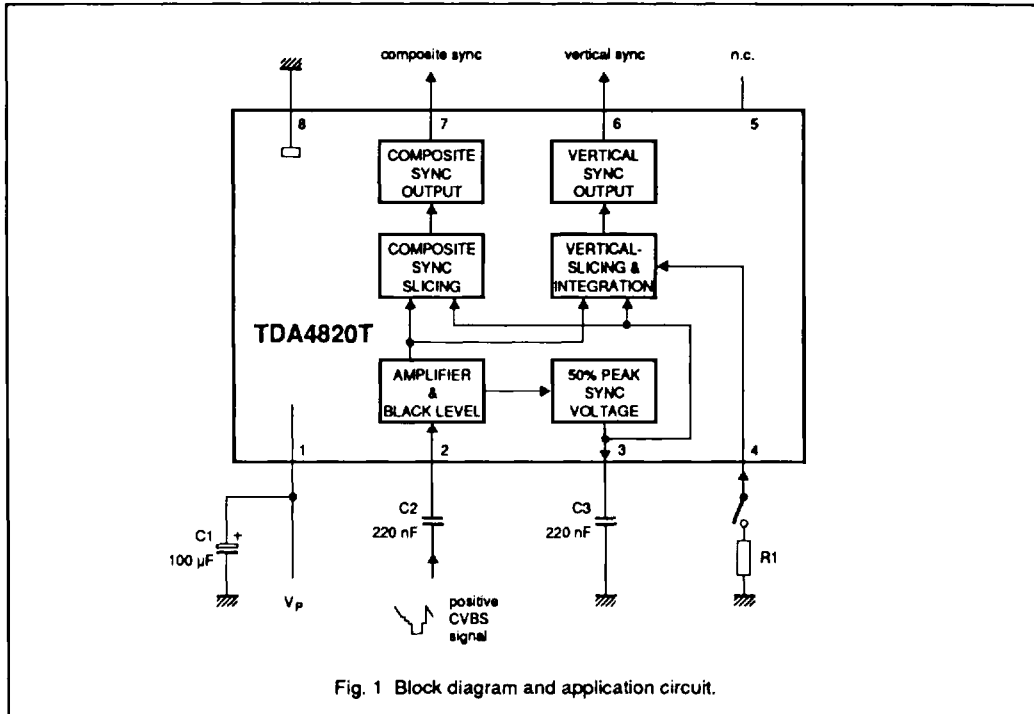 composite sync
vertical sync
n.c.
8
7
6
5
COMPOSITE
SYNC
OUTPUT
VERTICAL
SYNC
OUTPUT
COMPOSITE
SYNC
SLICING
VERTICAL-
SLICING &
INTEGRATION
TDA4820T
AMPLIFIER
&
BLACK LEVEL
50% PEAK
SYNC
VOLTAGE
1
2
3
4
C1
+
100 µF
VP
C2
220 nF
C3
220 nF
R1
positive
CVBS
signal
Fig. 1 Block diagram and application circuit.